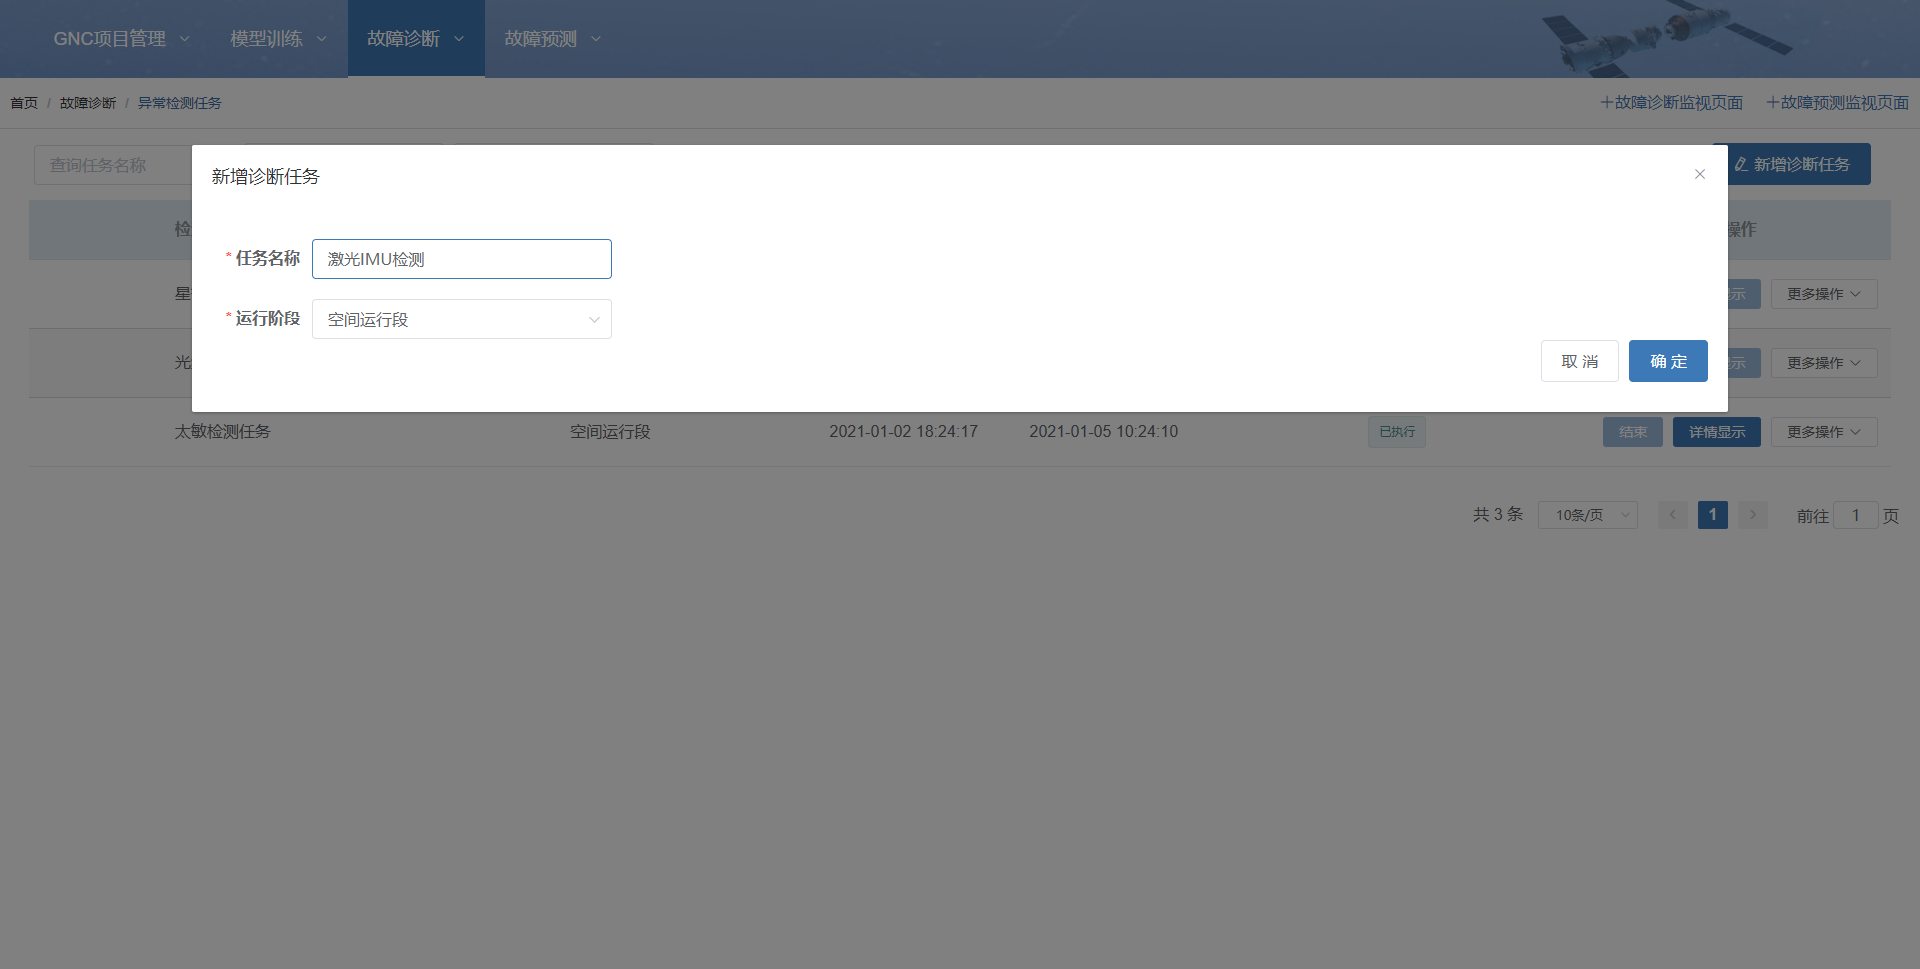 GNC项目管理 模型训练 故障诊断 故障预测
首页 / 故障诊断 / 异常检测任务 +故障诊断监视页面 +故障预测监视页面
查询任务名称 新增诊断任务
新增诊断任务
检 操作
* 任务名称 激光IMU检测
星 示 更多操作
* 运行阶段 空间运行段
光 示 更多操作
取 消 确 定
太敏检测任务 空间运行段 2021-01-02 18:24:17 2021-01-05 10:24:10 已执行 结束 详情显示 更多操作
共 3 条 10条/页 1 前往 1 页